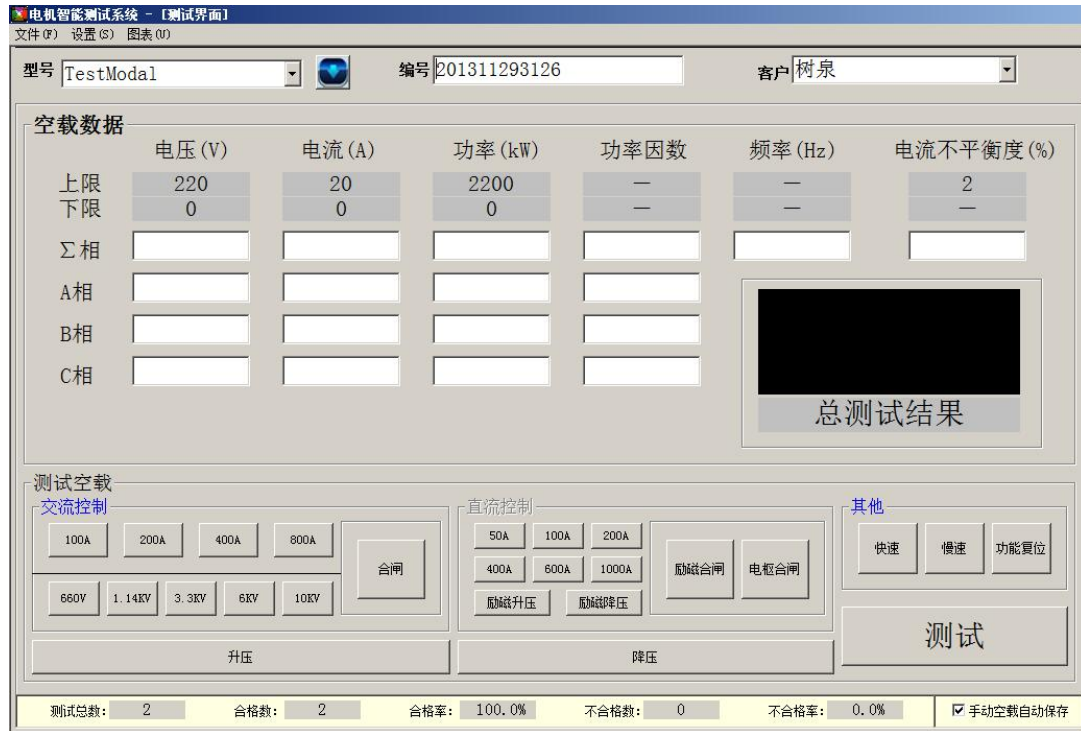 电机智能测试系统 - [测试界面]
文件(F) 设置(S) 图表(U)
型号 TestModal 编号 201311293126 客户 树泉
空载数据
电压(V) 电流(A) 功率(kW) 功率因数 频率(Hz) 电流不平衡度(%)
上限 220 20 2200 — — 2
下限 0 0 0 — — —
Σ相
A相
B相
C相
总测试结果
测试空载
交流控制 直流控制 其他
50A 100A 200A
100A 200A 400A 800A
合闸 励磁合闸 电枢合闸 快速 慢速 功能复位
400A 600A 1000A
660V 1.14KV 3.3KV 6KV 10KV
励磁升压 励磁降压
测试
升压 降压
测试总数: 2 合格数: 2 合格率: 100.0% 不合格数: 0 不合格率: 0.0% 手动空载自动保存